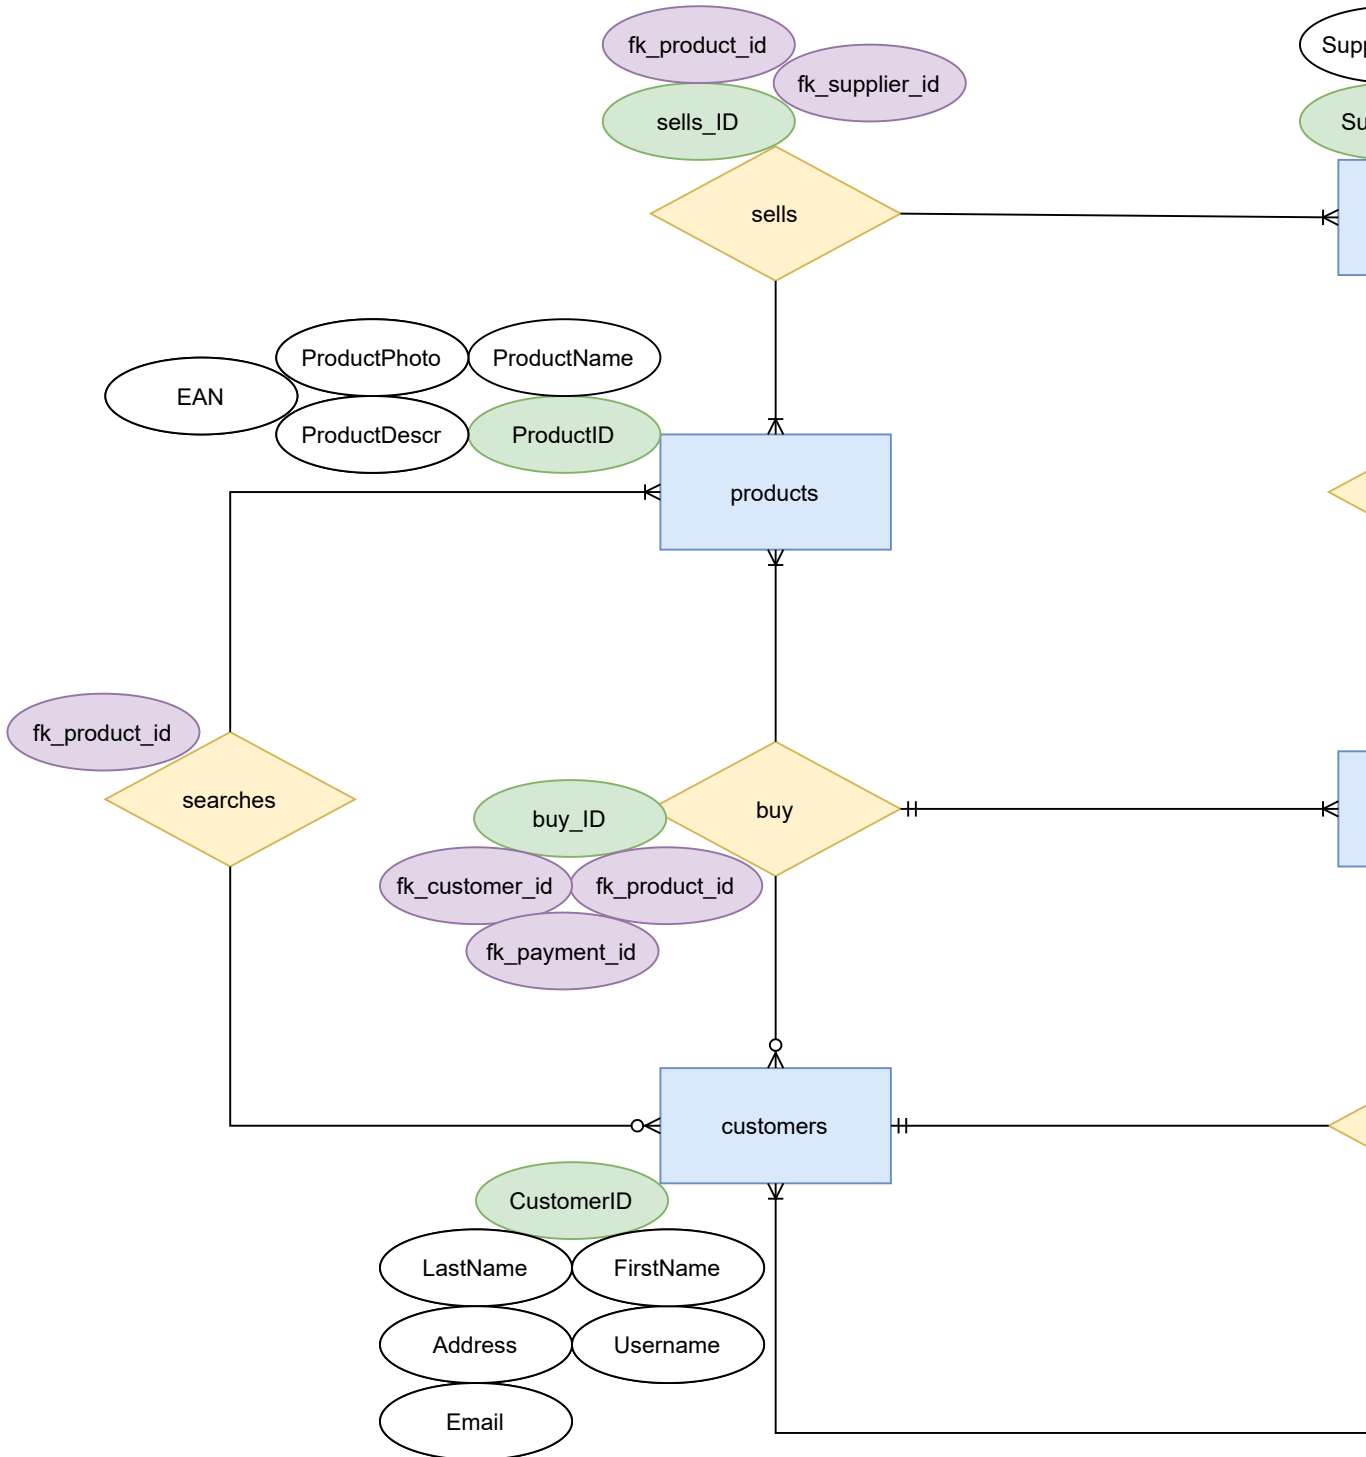 fk_product_id
fk_supplier_id
sells_ID
sells
ProductPhoto
ProductName
EAN
ProductDescr
ProductID
products
fk_product_id
searches
buy_ID
buy
fk_customer_id
fk_product_id
fk_payment_id
customers
CustomerID
LastName
FirstName
Address
Username
Email